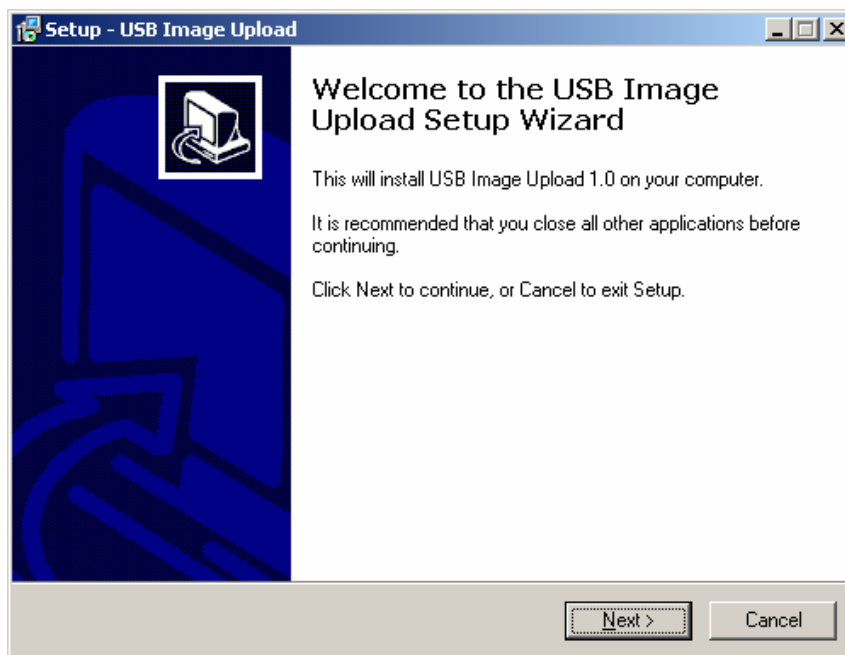 Setup - USB Image Upload
Welcome to the USB Image
Upload Setup Wizard
This will install USB Image Upload 1.0 on your computer.
It is recommended that you close all other applications before
continuing.
Click Next to continue, or Cancel to exit Setup.
Next >
Cancel